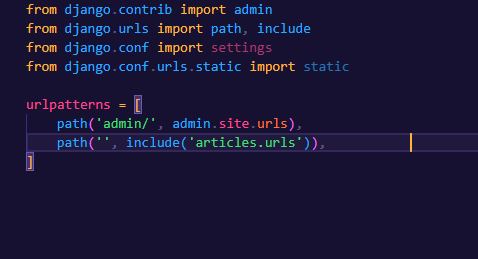 from django.contrib import admin
from django.urls import path, include
from django.conf import settings
from django.conf.urls.static import static

urlpatterns = [
    path('admin/', admin.site.urls),
    path('', include('articles.urls')),
]